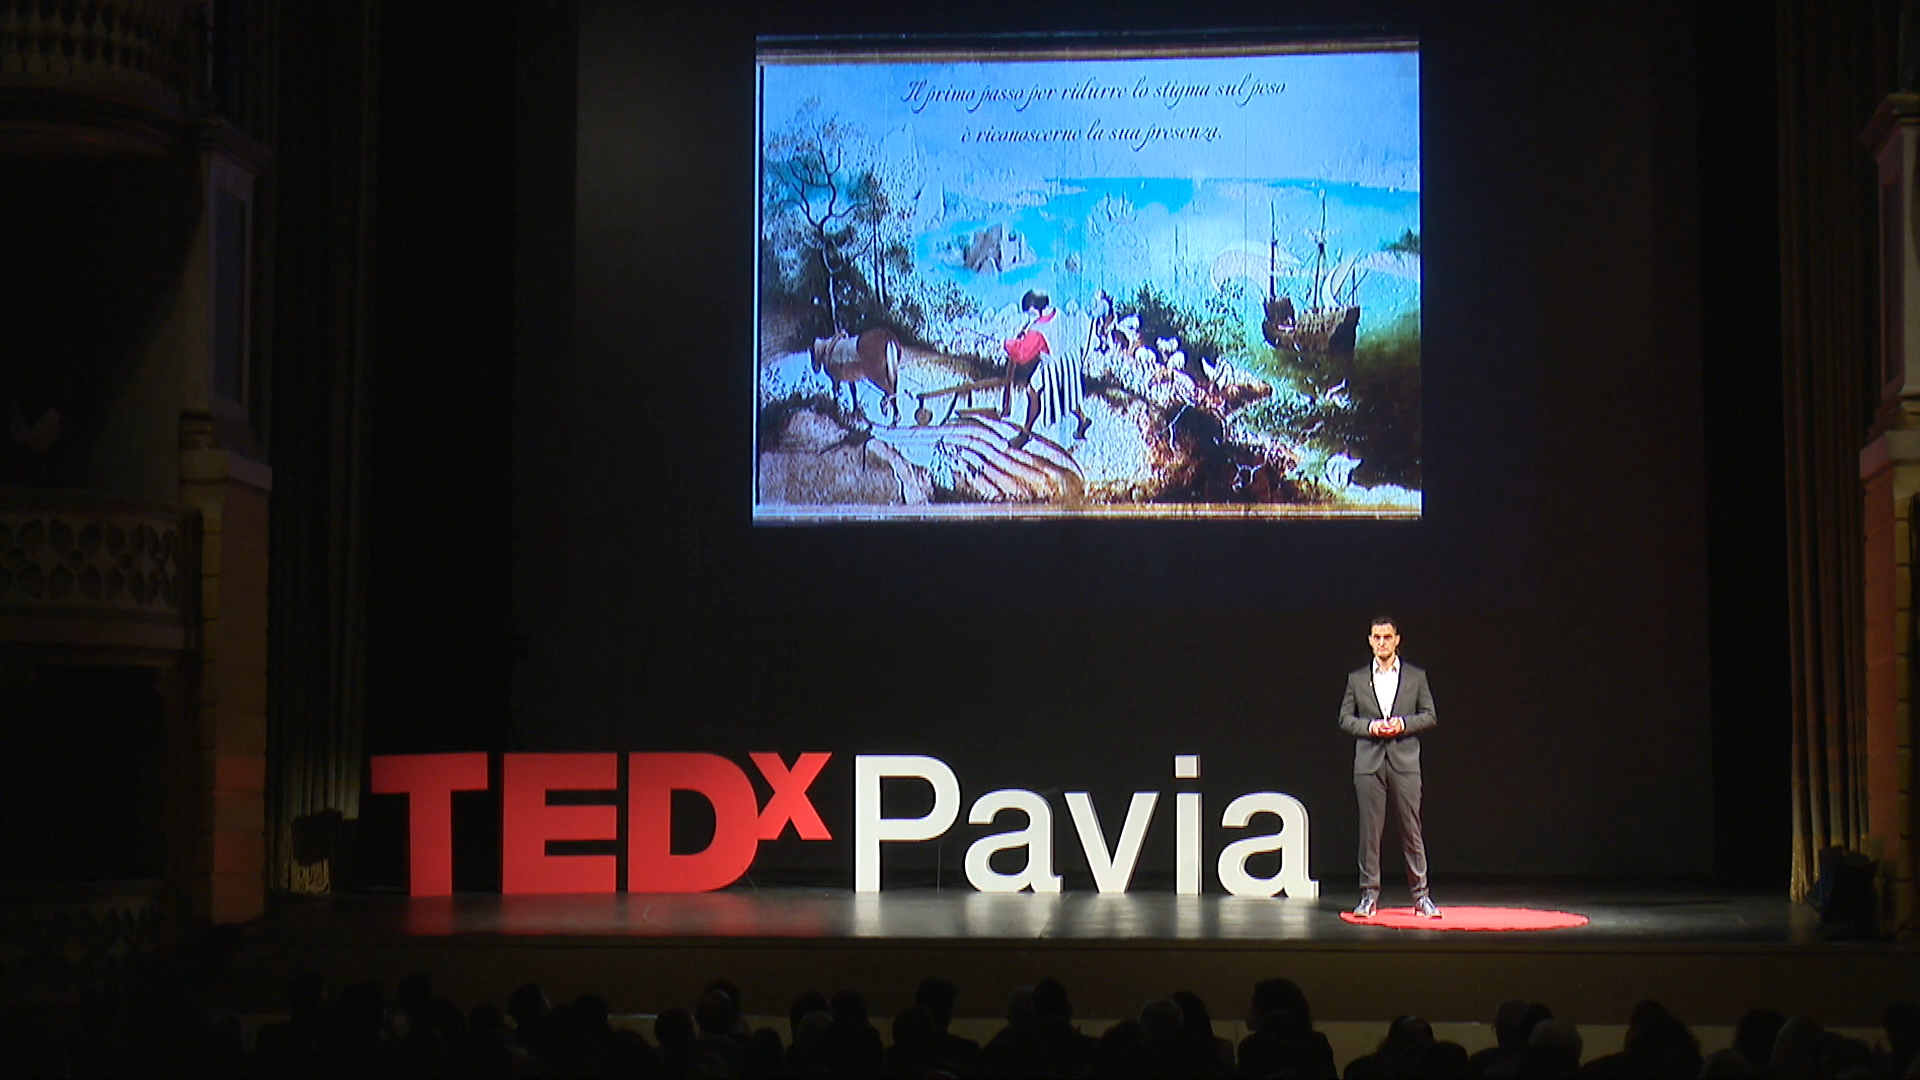 Il primo passo per ridurre lo stigma sul peso
è riconoscerne la sua presenza.
TEDx Pavia